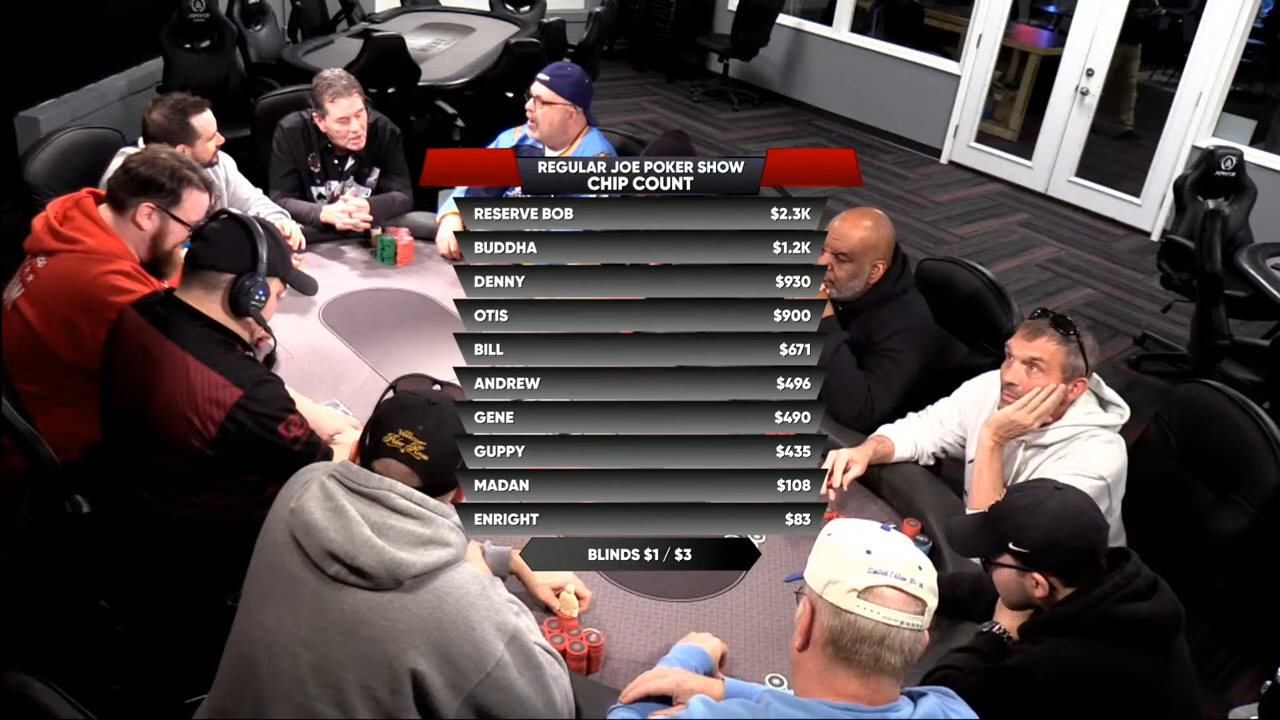 REGULAR JOE POKER SHOW
CHIP COUNT
RESERVE BOB $2.3K
BUDDHA $1.2K
DENNY $930
OTIS $900
BILL $671
ANDREW $496
GENE $490
GUPPY $435
MADAN $108
ENRIGHT $83
BLINDS $1 / $3